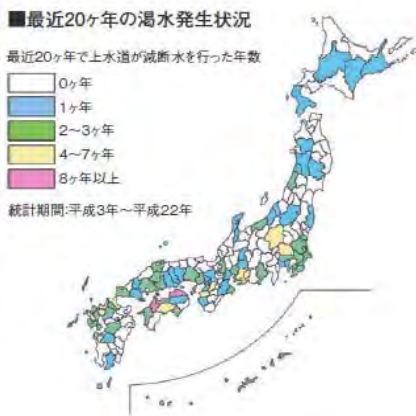 ■最近20ヶ年の渇水発生状況
最近20ヶ年で上水道が減断水を行った年数
0ヶ年
1ヶ年
2〜3ヶ年
4〜7ヶ年
8ヶ年以上
統計期間:平成3年〜平成22年